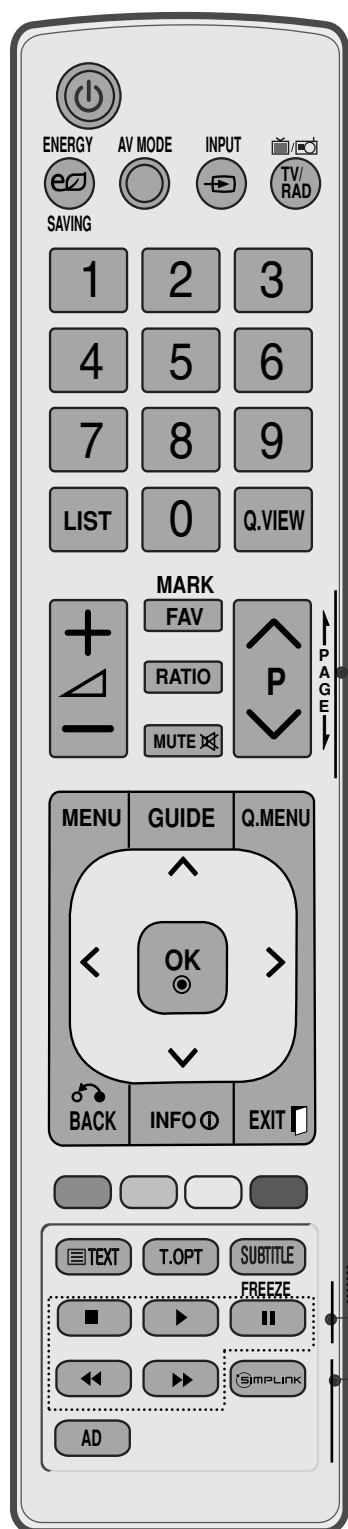 ENERGY AV MODE INPUT
TV/
RAD
SAVING
1 2 3
4 5 6
7 8 9
LIST 0 Q.VIEW
MARK
FAV
RATIO
MUTE
P
PAGE
MENU GUIDE Q.MENU
OK
BACK INFO EXIT
TEXT T.OPT SUBTITLE
FREEZE
SIMPLINK
AD